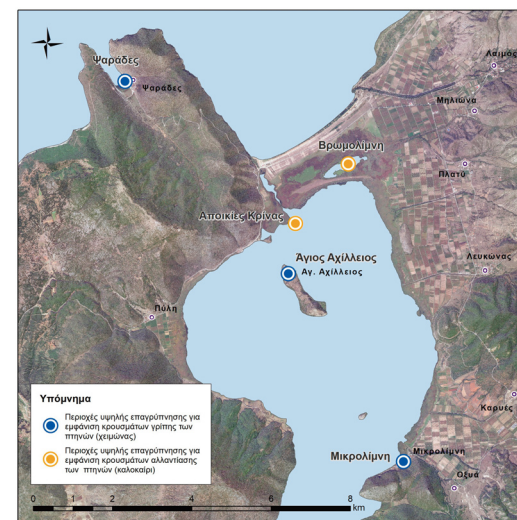 Ψαράδες
Ψαράδες
Λαιμός
Μηλιώνα
Βρωμολίμνη
Πλατύ
Αποικίες Κρίνας
Άγιος Αχίλλειος
Αγ. Αχίλλειος
Λευκώνας
Πύλη
Υπόμνημα
Περιοχές υψηλής επαγρύπνησης για
εμφάνιση κρουσμάτων γρίπης των
πτηνών (χειμώνας)
Περιοχές υψηλής επαγρύπνησης για
εμφάνιση κρουσμάτων αλλαντίασης
των πτηνών (καλοκαίρι)
Καρυές
Μικρολίμνη
Μικρολίμνη
Οξυά
0 1 2 4 6 8
km